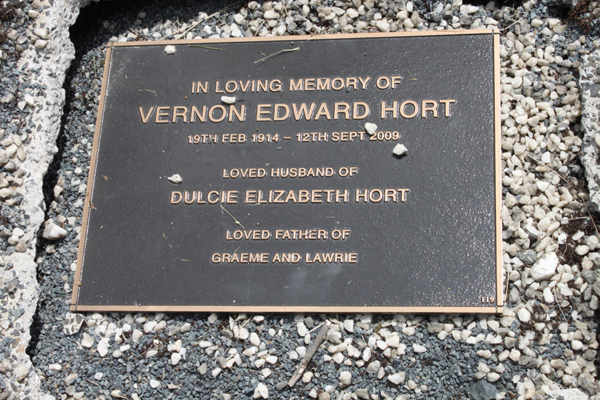 IN LOVING MEMORY OF
VERNON EDWARD HORT
19TH FEB 1914 - 12TH SEPT 2009
LOVED HUSBAND OF
DULCIE ELIZABETH HORT
LOVED FATHER OF
GRAEME AND LAWRIE
119